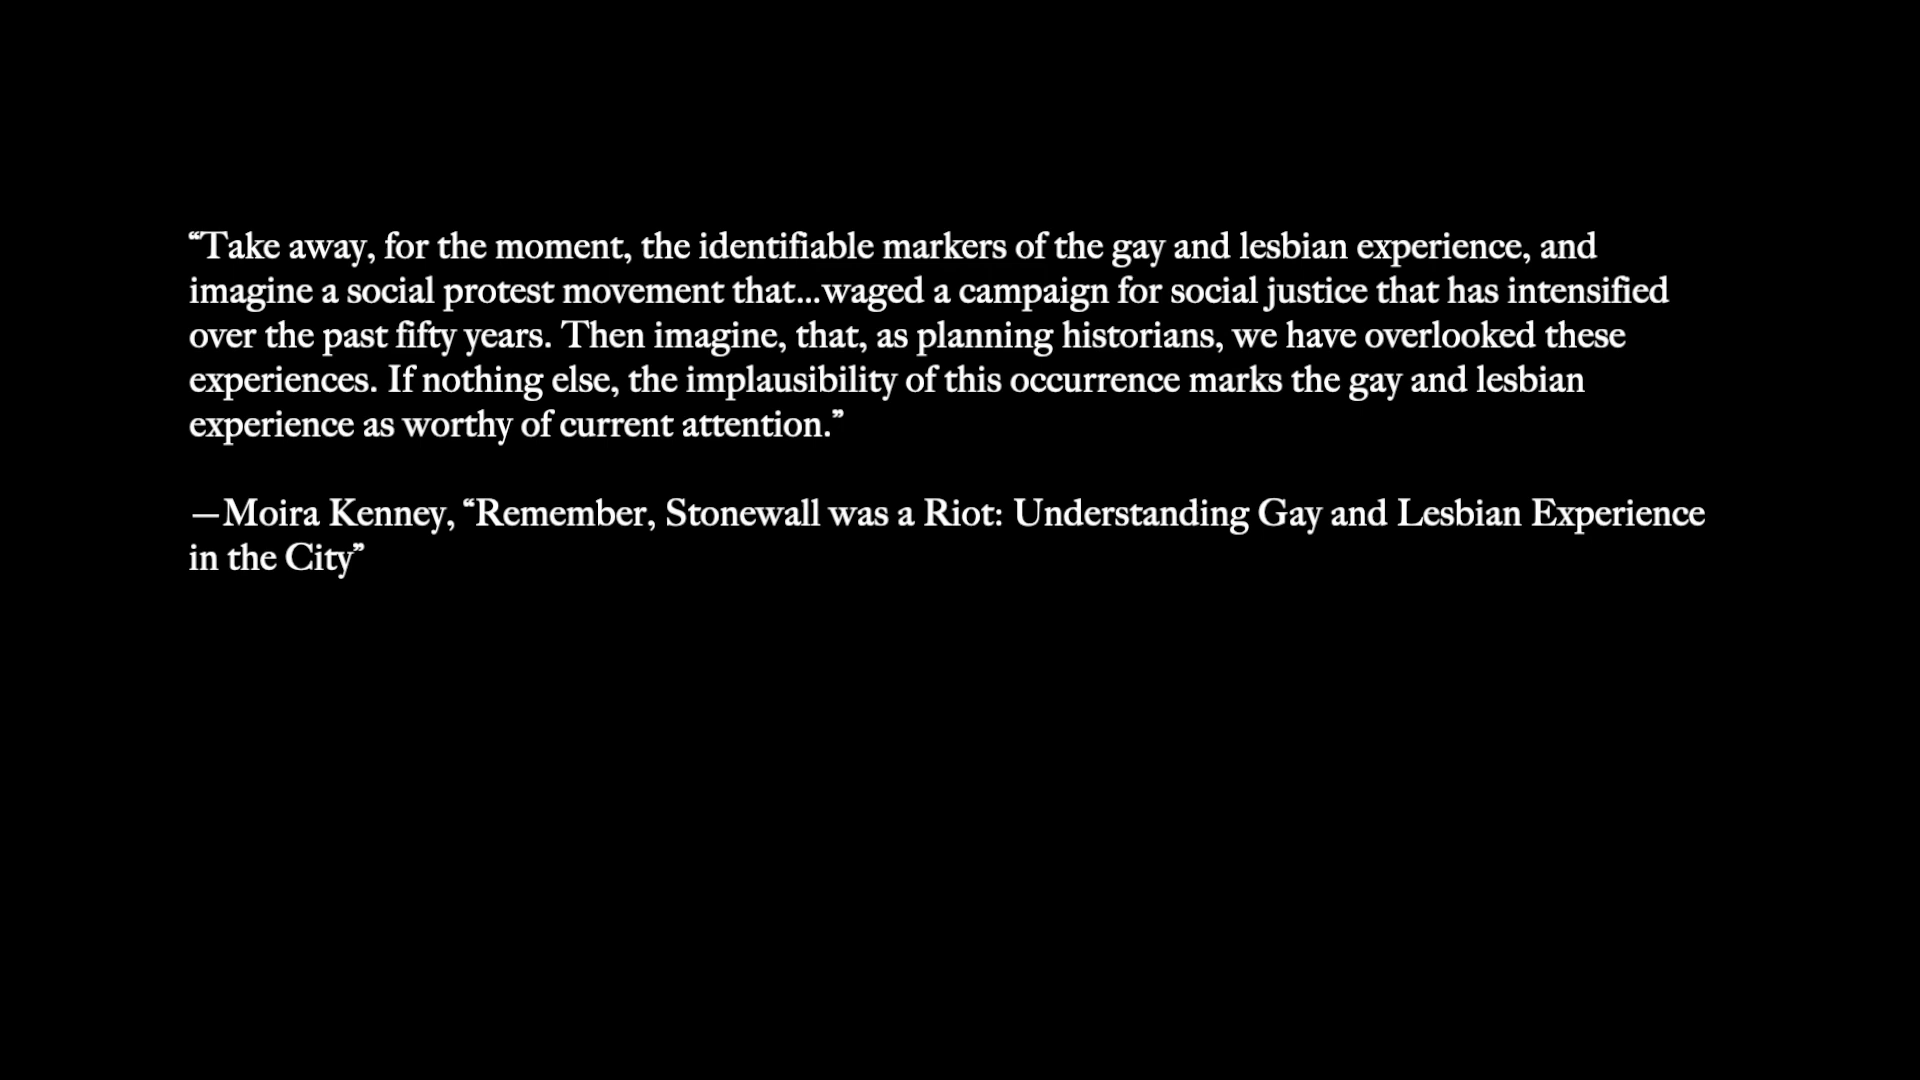 “Take away, for the moment, the identifiable markers of the gay and lesbian experience, and
imagine a social protest movement that...waged a campaign for social justice that has intensified
over the past fifty years. Then imagine, that, as planning historians, we have overlooked these
experiences. If nothing else, the implausibility of this occurrence marks the gay and lesbian
experience as worthy of current attention.”
—Moira Kenney, “Remember, Stonewall was a Riot: Understanding Gay and Lesbian Experience
in the City”